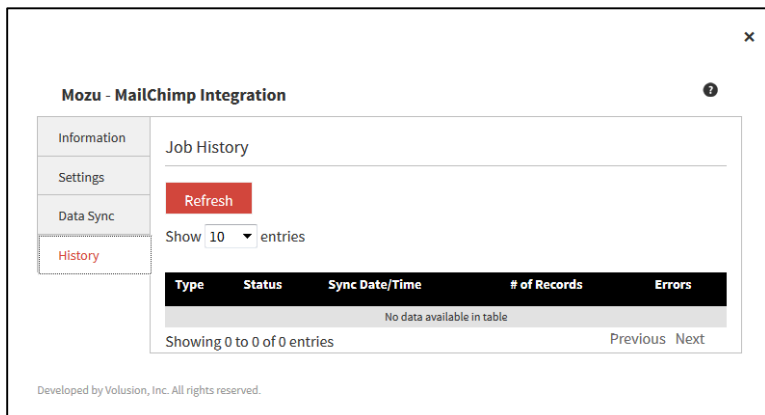 ×
Mozu - MailChimp Integration
?
Information
Settings
Data Sync
History
Job History
Refresh
Show 10 entries
Type Status Sync Date/Time # of Records Errors
No data available in table
Showing 0 to 0 of 0 entries
Previous Next
Developed by Volusion, Inc. All rights reserved.